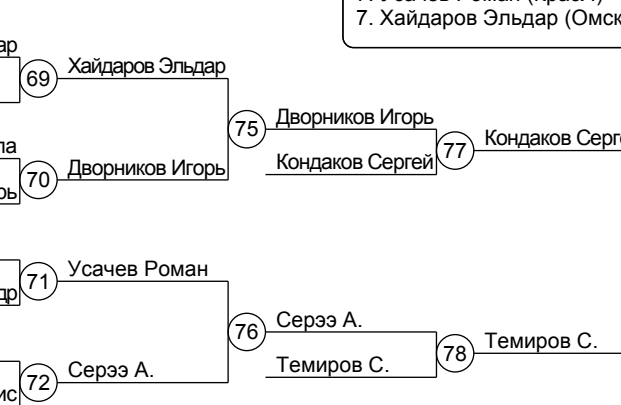 7. Хайдаров Эльдар (Омск
69
Хайдаров Эльдар
75
Дворников Игорь
77
Кондаков Серге
Кондаков Сергей
70
Дворников Игорь
71
Усачев Роман
76
Серээ А.
78
Темиров С.
Темиров С.
72
Серээ А.